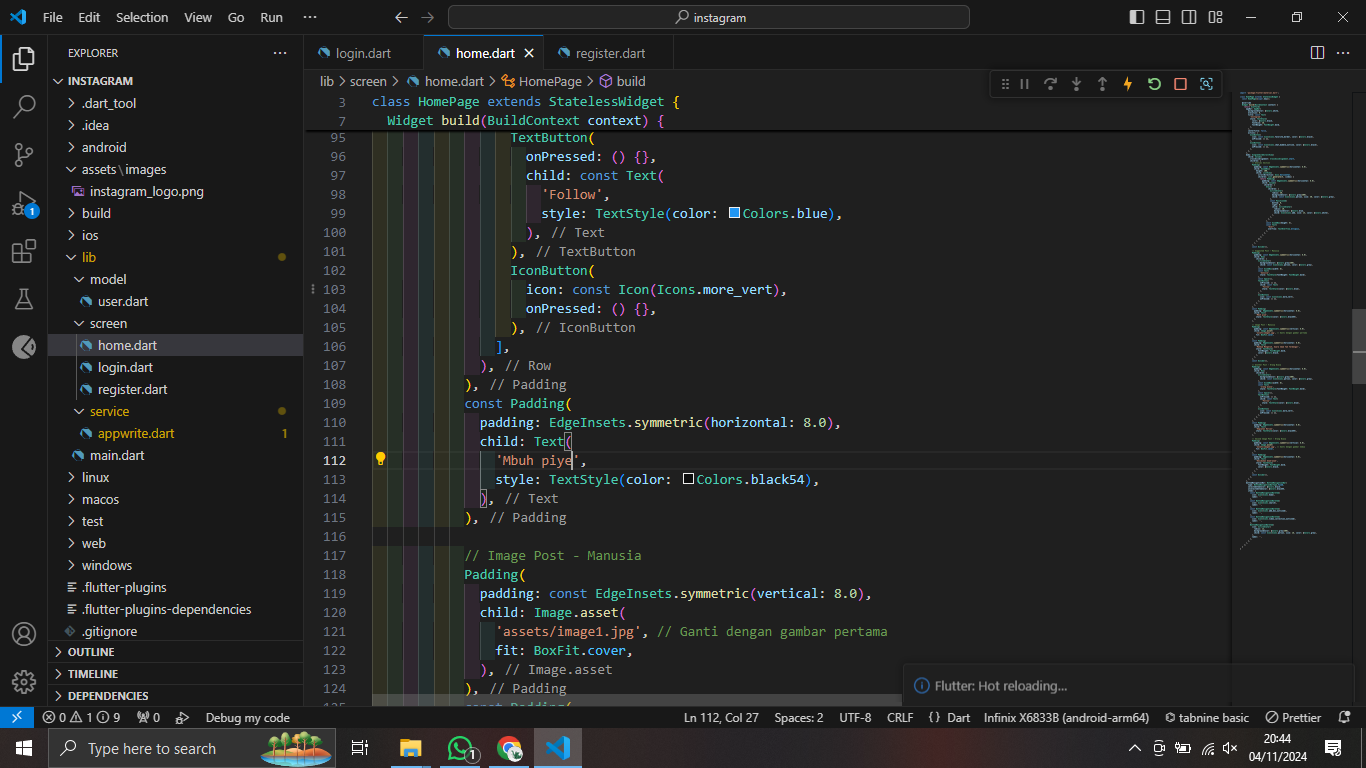 File Edit Selection View Go Run ··· instagram
EXPLORER ···
INSTAGRAM
.dart_tool
.idea
android
assets\images
instagram_logo.png
build
ios
lib
model
user.dart
screen
home.dart
login.dart
register.dart
service
appwrite.dart 1
main.dart
linux
macos
test
web
windows
.flutter-plugins
.flutter-plugins-dependencies
.gitignore
OUTLINE
TIMELINE
DEPENDENCIES
1
login.dart home.dart register.dart
lib > screen > home.dart > HomePage > build
3 class HomePage extends StatelessWidget {
7 Widget build(BuildContext context) {
95 TextButton(
96 onPressed: () {},
97 child: const Text(
98 'Follow',
99 style: TextStyle(color: Colors.blue),
100 ), // Text
101 ), // TextButton
102 IconButton(
103 icon: const Icon(Icons.more_vert),
104 onPressed: () {},
105 ), // IconButton
106 ],
107 ), // Row
108 ), // Padding
109 const Padding(
110 padding: EdgeInsets.symmetric(horizontal: 8.0),
111 child: Text(
112 'Mbuh piye',
113 style: TextStyle(color: Colors.black54),
114 ), // Text
115 ), // Padding
116
117 // Image Post - Manusia
118 Padding(
119 padding: const EdgeInsets.symmetric(vertical: 8.0),
120 child: Image.asset(
121 'assets/image1.jpg', // Ganti dengan gambar pertama
122 fit: BoxFit.cover,
123 ), // Image.asset
124 ), // Padding
125 const Padding(
Flutter: Hot reloading...
0 1 9 0 Debug my code Ln 112, Col 27 Spaces: 2 UTF-8 CRLF {} Dart Infinix X6833B (android-arm64) tabnine basic Prettier
Type here to search
1
20:44
04/11/2024